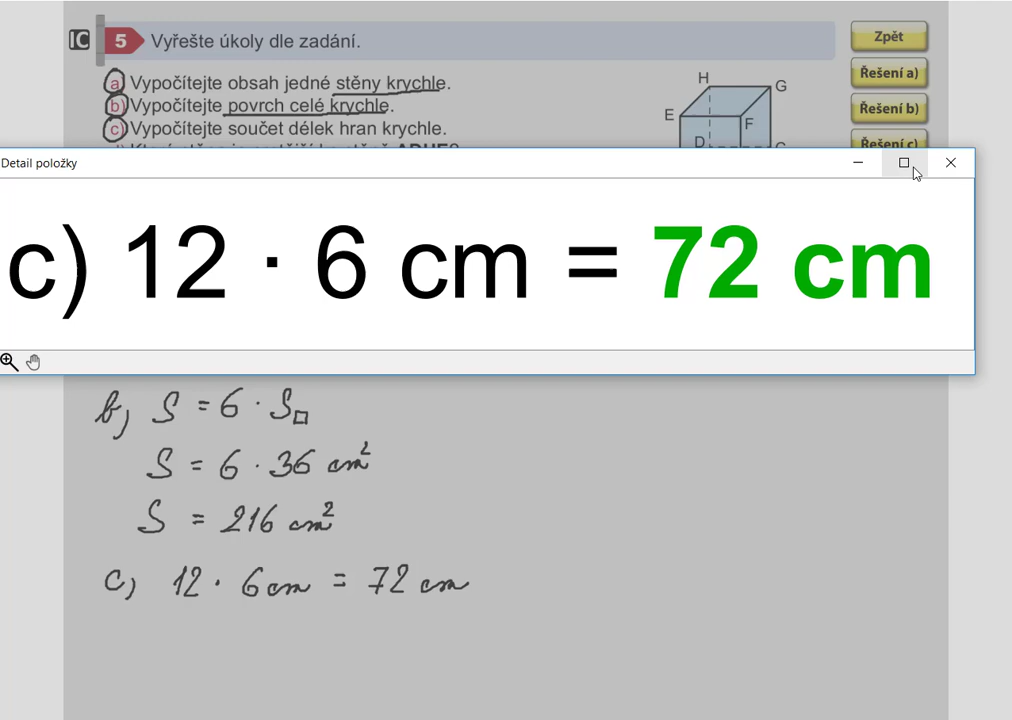 IC 5 Vyřešte úkoly dle zadání.
Zpět
a) Vypočítejte obsah jedné stěny krychle.
Řešení a)
b) Vypočítejte povrch celé krychle.
Řešení b)
c) Vypočítejte součet délek hran krychle.
Řešení c)
H
G
E
F
D
Detail položky
c) 12 · 6 cm = 72 cm
b) S = 6 · S□
S = 6 · 36 cm²
S = 216 cm²
c) 12 · 6 cm = 72 cm